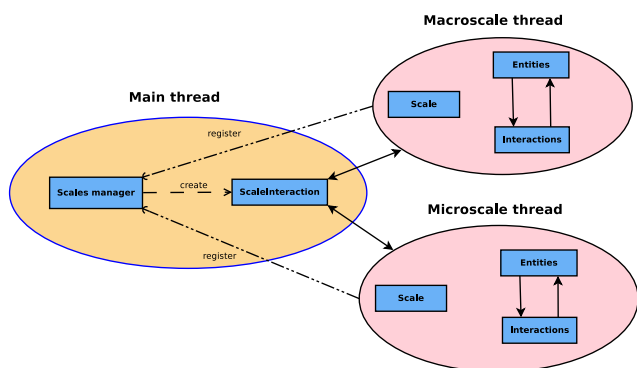 Macroscale thread
Entities
Scale
Interactions
Main thread
register
Scales manager
create
ScaleInteraction
register
Microscale thread
Entities
Scale
Interactions